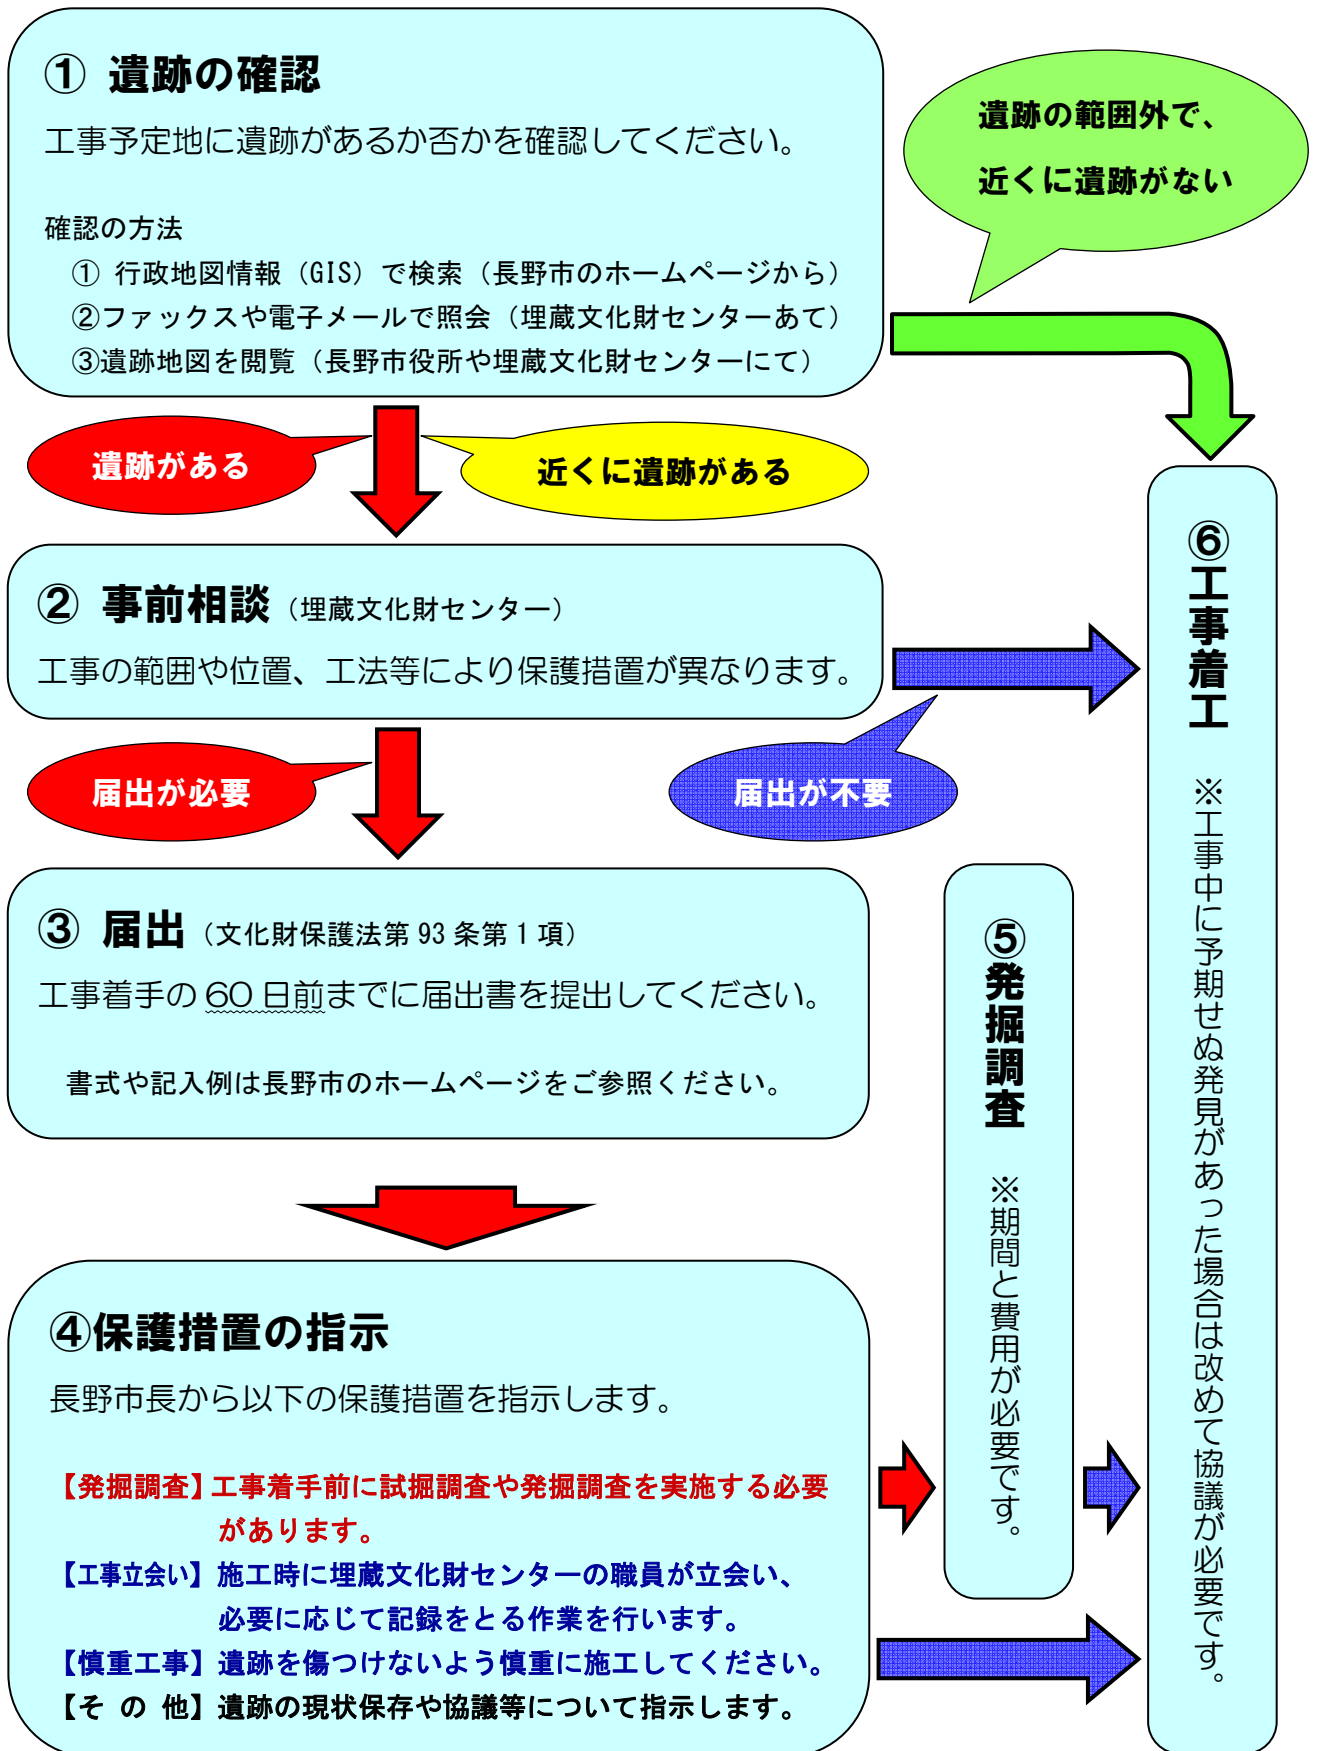 ① 遺跡の確認
工事予定地に遺跡があるか否かを確認してください。
確認の方法
① 行政地図情報（GIS）で検索（長野市のホームページから）
②ファックスや電子メールで照会（埋蔵文化財センターあて）
③遺跡地図を閲覧（長野市役所や埋蔵文化財センターにて）
遺跡の範囲外で、
近くに遺跡がない
遺跡がある
近くに遺跡がある
② 事前相談（埋蔵文化財センター）
工事の範囲や位置、工法等により保護措置が異なります。
届出が必要
届出が不要
③ 届出（文化財保護法第 93 条第 1 項）
工事着手の 60 日前までに届出書を提出してください。
書式や記入例は長野市のホームページをご参照ください。
④保護措置の指示
長野市長から以下の保護措置を指示します。
【発掘調査】工事着手前に試掘調査や発掘調査を実施する必要
があります。
【工事立会い】施工時に埋蔵文化財センターの職員が立会い、
必要に応じて記録をとる作業を行います。
【慎重工事】遺跡を傷つけないよう慎重に施工してください。
【そ の 他】遺跡の現状保存や協議等について指示します。
⑤発掘調査 ※期間と費用が必要です。
⑥工事着工 ※工事中に予期せぬ発見があった場合は改めて協議が必要です。